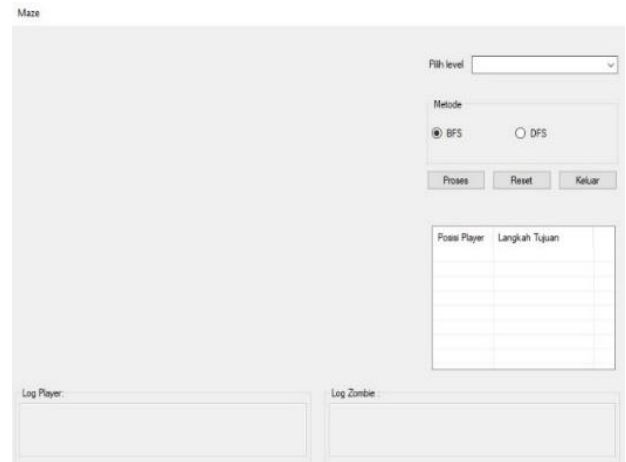 Maze
Pilih level
Metode
BFS DFS
Proses Reset Keluar
Posisi Player Langkah Tujuan
Log Player: Log Zombie :